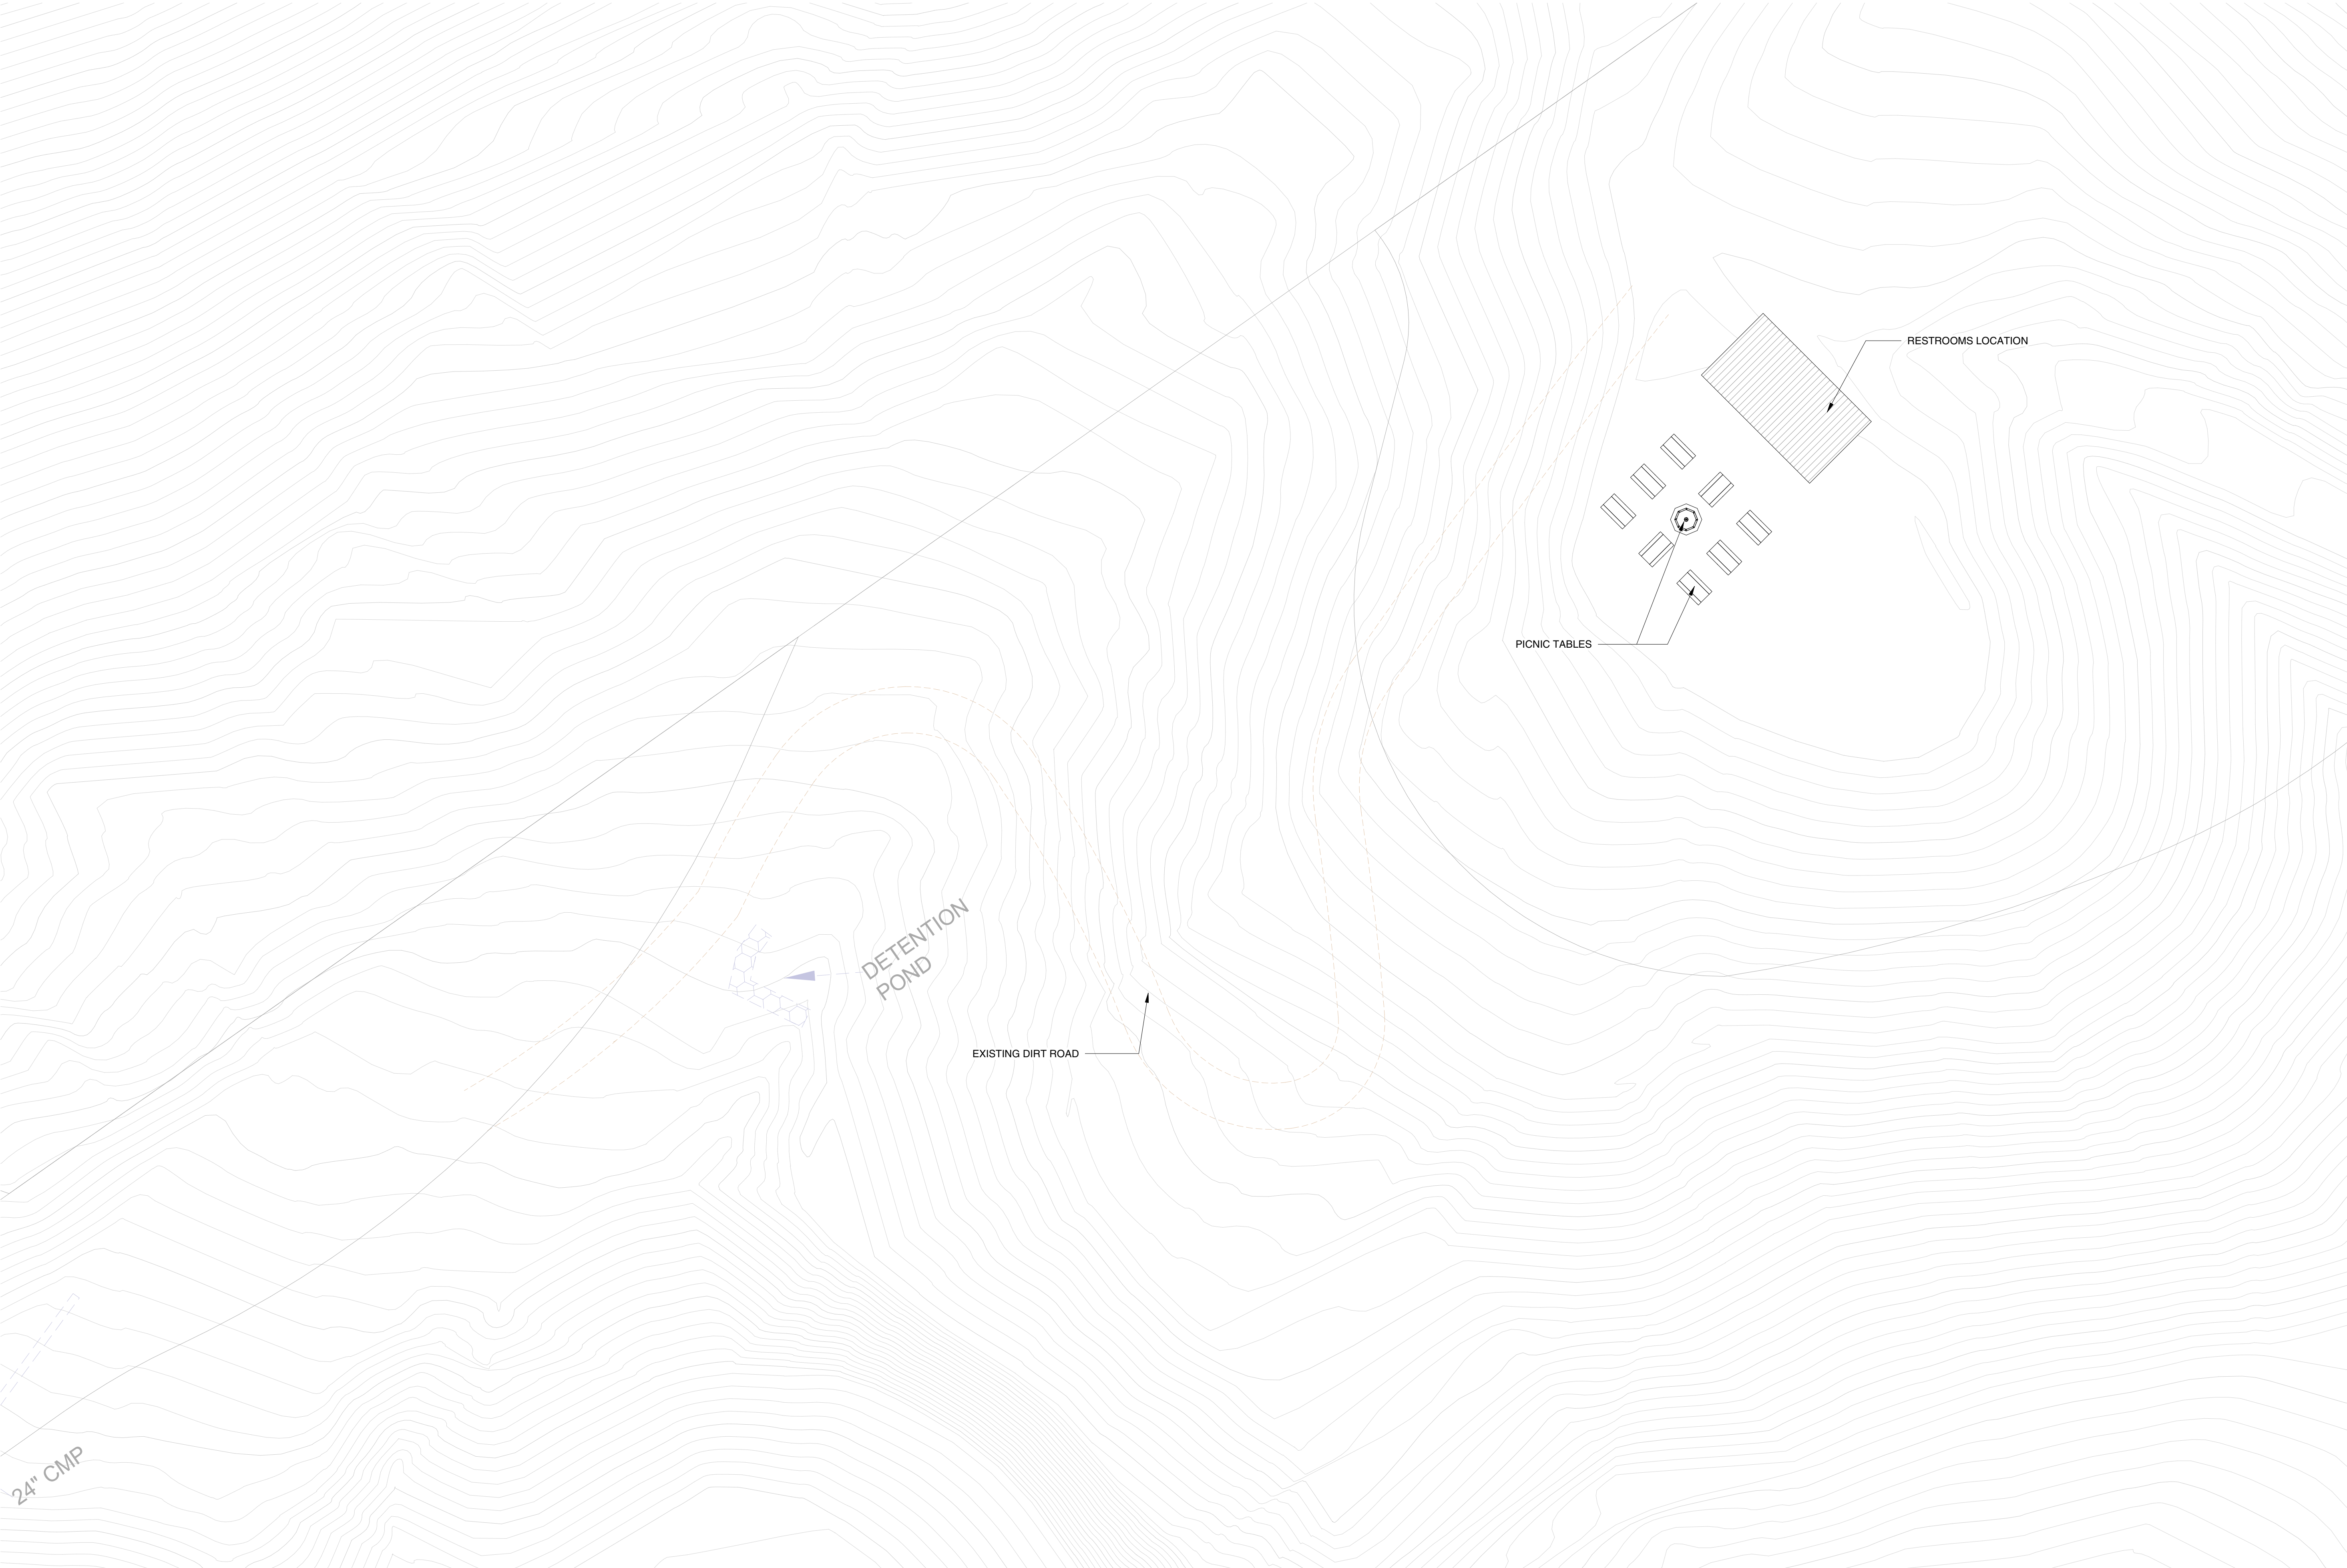 RESTROOMS LOCATION
PICNIC TABLES
DETENTION
POND
EXISTING DIRT ROAD
24" CMP